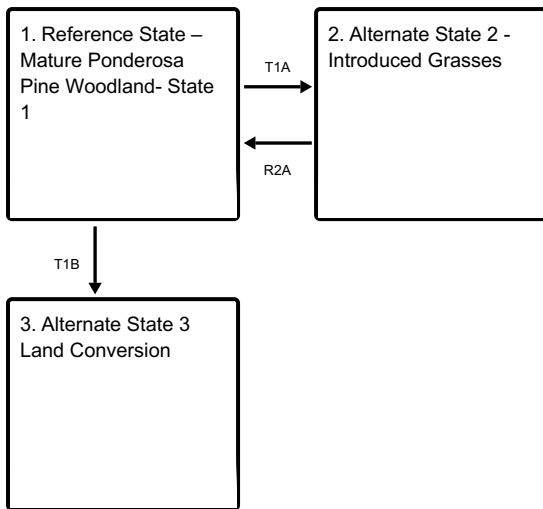 1. Reference State –
Mature Ponderosa
Pine Woodland- State
1
T1A
2. Alternate State 2 -
Introduced Grasses
R2A
T1B
3. Alternate State 3
Land Conversion